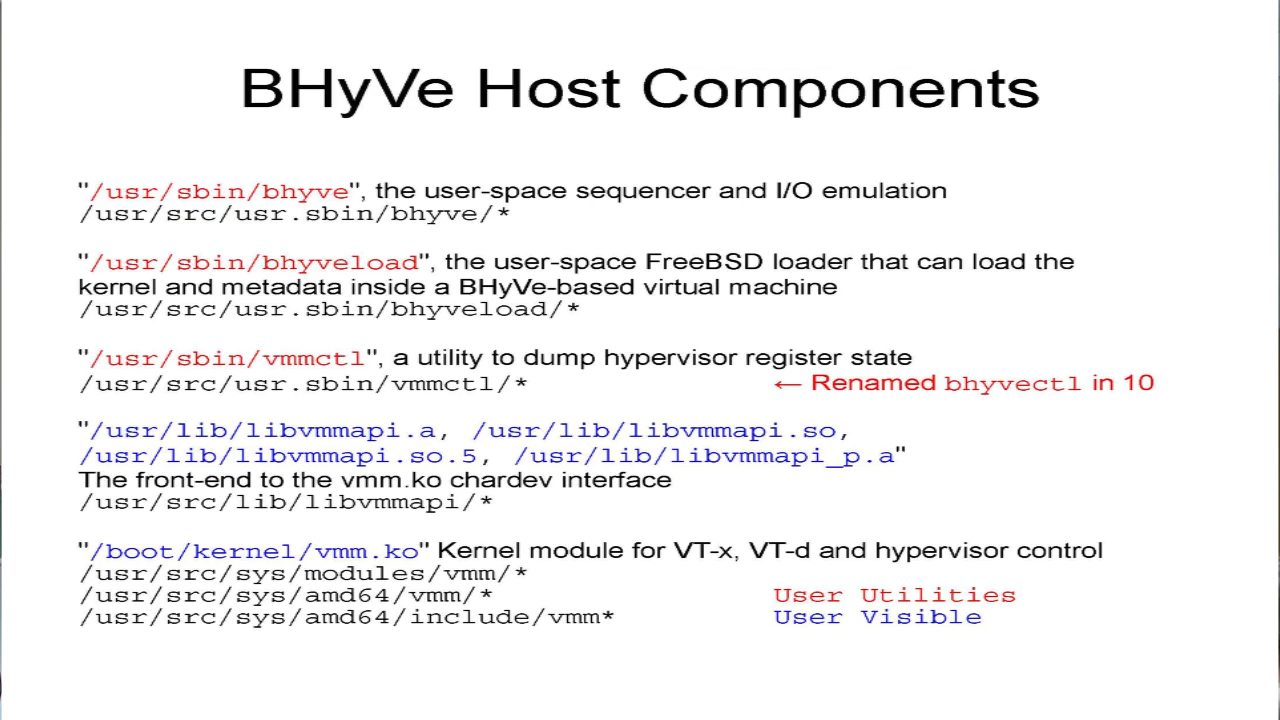 BHyVe Host Components
"/usr/sbin/bhyve", the user-space sequencer and I/O emulation
/usr/src/usr.sbin/bhyve/*
"/usr/sbin/bhyveload", the user-space FreeBSD loader that can load the
kernel and metadata inside a BHyVe-based virtual machine
/usr/src/usr.sbin/bhyveload/*
"/usr/sbin/vmmctl", a utility to dump hypervisor register state
/usr/src/usr.sbin/vmmctl/* ← Renamed bhyvectl in 10
"/usr/lib/libvmmapi.a, /usr/lib/libvmmapi.so,
/usr/lib/libvmmapi.so.5, /usr/lib/libvmmapi_p.a"
The front-end to the vmm.ko chardev interface
/usr/src/lib/libvmmapi/*
"/boot/kernel/vmm.ko" Kernel module for VT-x, VT-d and hypervisor control
/usr/src/sys/modules/vmm/*
/usr/src/sys/amd64/vmm/* User Utilities
/usr/src/sys/amd64/include/vmm* User Visible